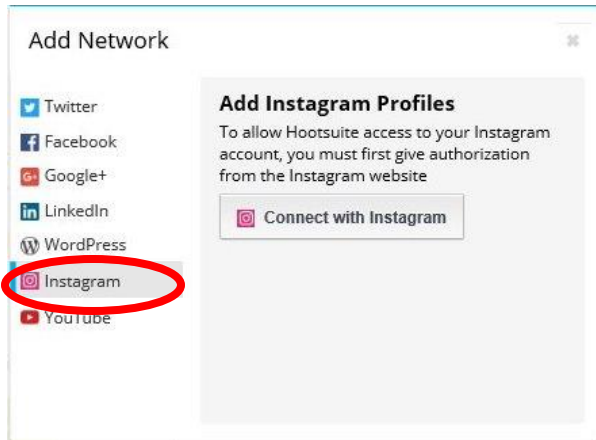 Add Network
Twitter
Facebook
Google+
LinkedIn
WordPress
Instagram
YouTube
Add Instagram Profiles
To allow Hootsuite access to your Instagram
account, you must first give authorization
from the Instagram website
Connect with Instagram